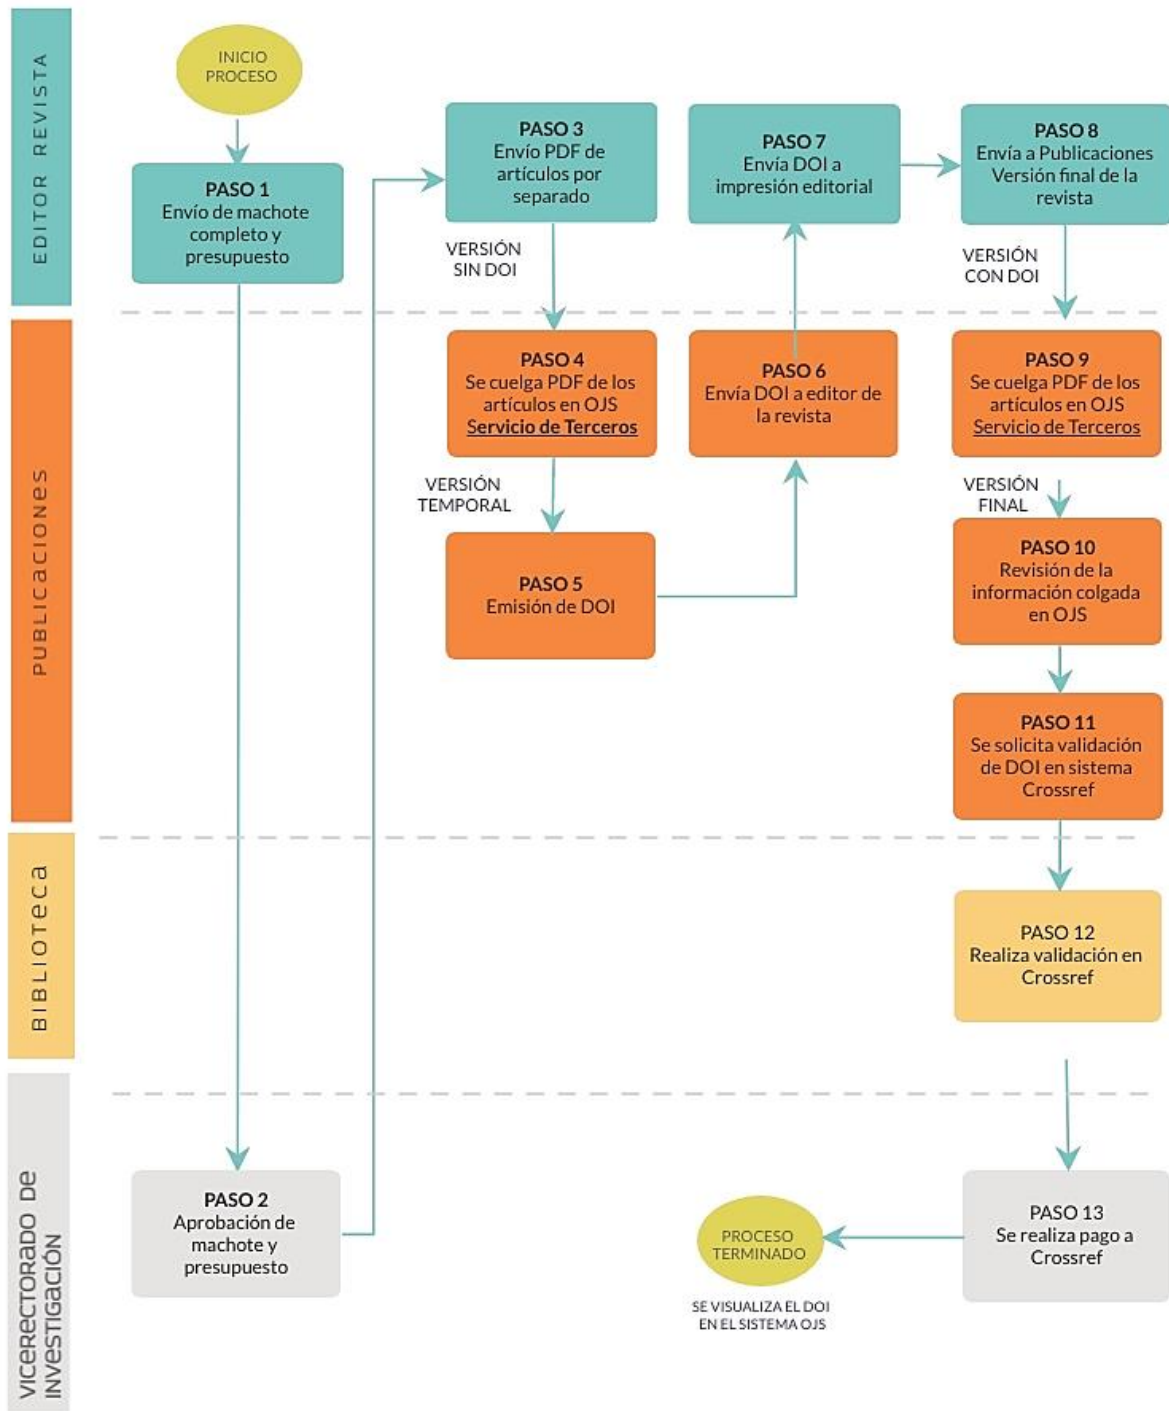 EDITOR REVISTA
INICIO
PROCESO
PASO 1
Envío de machote
completo y
presupuesto
PASO 3
Envío PDF de
artículos por
separado
PASO 7
Envía DOI a
impresión editorial
PASO 8
Envía a Publicaciones
Versión final de la
revista
VERSIÓN
SIN DOI
VERSIÓN
CON DOI
PUBLICACIONES
PASO 4
Se cuelga PDF de los
artículos en OJS
Servicio de Terceros
PASO 6
Envía DOI a editor de
la revista
PASO 9
Se cuelga PDF de los
artículos en OJS
Servicio de Terceros
VERSIÓN
TEMPORAL
VERSIÓN
FINAL
PASO 5
Emisión de DOI
PASO 10
Revisión de la
información colgada
en OJS
PASO 11
Se solicita validación
de DOI en sistema
Crossref
BIBLIOTECA
PASO 12
Realiza validación en
Crossref
VICERECTORADO DE
INVESTIGACIÓN
PASO 2
Aprobación de
machote y
presupuesto
PROCESO
TERMINADO
SE VISUALIZA EL DOI
EN EL SISTEMA OJS
PASO 13
Se realiza pago a
Crossref